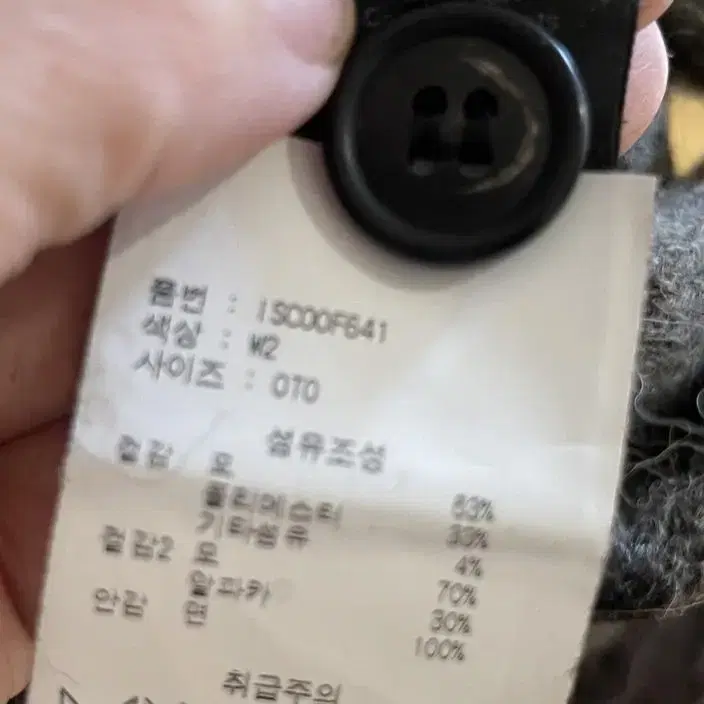 품번 : ISCOOF641
색상 : W2
사이즈 : OTO
섬유조성
겉감 모 63%
폴리에스터 33%
기타섬유 4%
겉감2 모 70%
알파카 30%
안감 면 100%
취급주의